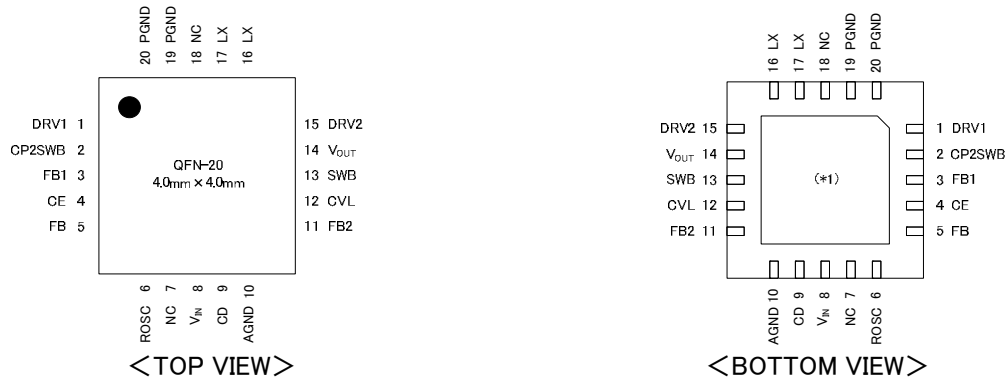 20 PGND
19 PGND
18 NC
17 LX
16 LX
DRV1 1
CP2SWB 2
FB1 3
CE 4
FB 5
QFN-20
4.0mm×4.0mm
15 DRV2
14 VOUT
13 SWB
12 CVL
11 FB2
ROSC 6
NC 7
VIN 8
CD 9
AGND 10
<TOP VIEW>
16 LX
17 LX
18 NC
19 PGND
20 PGND
DRV2 15
VOUT 14
SWB 13
CVL 12
FB2 11
(*1)
1 DRV1
2 CP2SWB
3 FB1
4 CE
5 FB
AGND 10
CD 9
VIN 8
NC 7
ROSC 6
<BOTTOM VIEW>